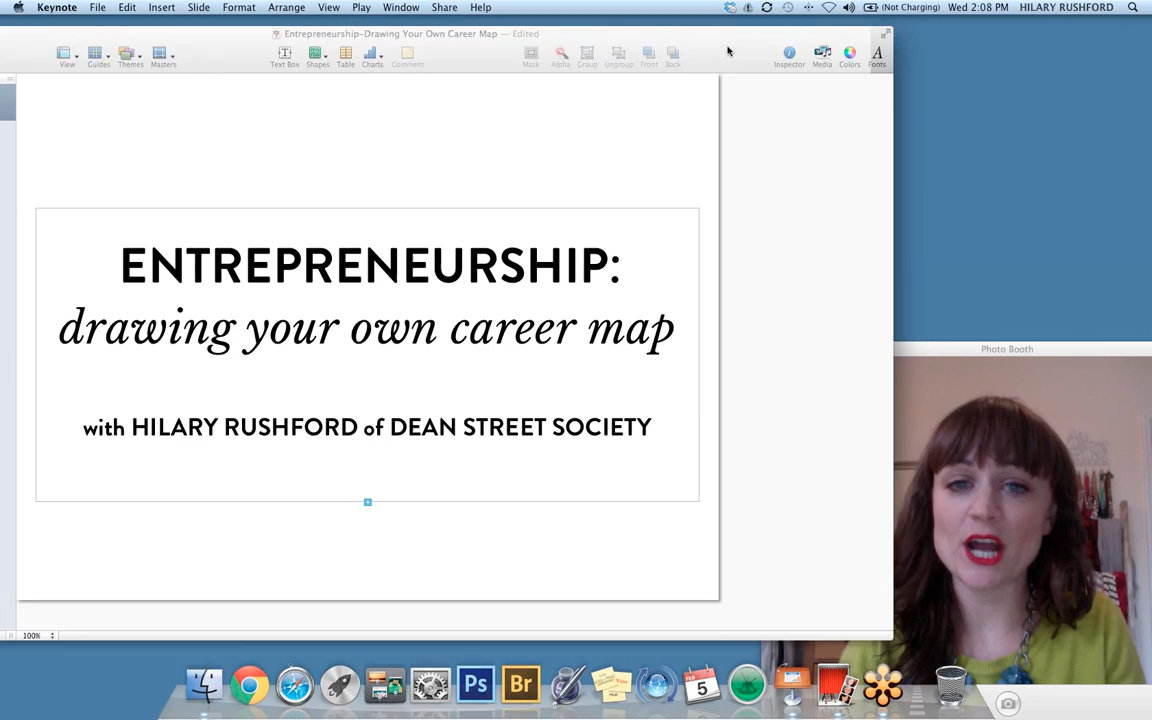 Keynote File Edit Insert Slide Format Arrange View Play Window Share Help (Not Charging) Wed 2:08 PM HILARY RUSHFORD
Entrepreneurship–Drawing Your Own Career Map — Edited
View Guides Themes Masters Text Box Shapes Table Charts Comment Mask Alpha Group Ungroup Front Back Inspector Media Colors Fonts
ENTREPRENEURSHIP:
drawing your own career map
with HILARY RUSHFORD of DEAN STREET SOCIETY
Photo Booth
100%
Ps Br FEB
5